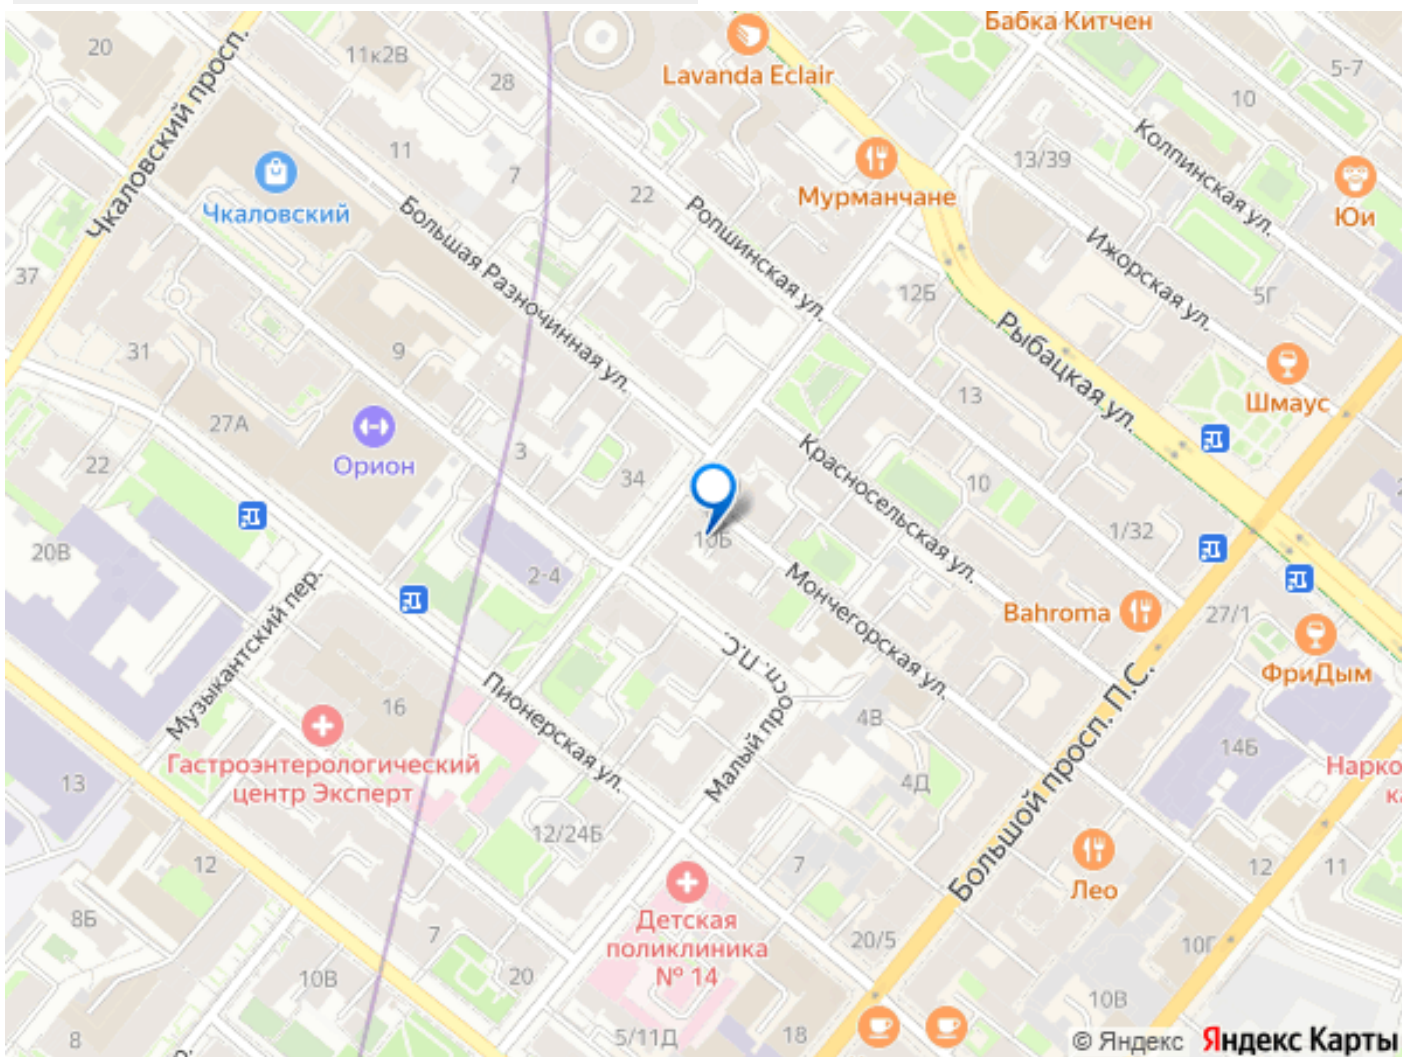 Бабка Китчен
20
11к2В
28
Lavanda Eclair
5-7
10
Чкаловский просп.
11
7
13/39
Колпинская ул.
Мурманчане
22
Чкаловский
Юи
Большая Разночинная ул.
Ропшинская ул.
Ижорская ул.
37
12Б
5Г
31
9
Рыбацкая ул.
Шмаус
13
27А
Орион
3
34
22
Красносельская ул.
10
1/32
10Б
20В
2-4
Мончегорская ул.
Bahroma
27/1
Музыкантский пер.
ФриДым
Малый просп. П.С.
Пионерская ул.
16
4В
Большой просп. П.С.
14Б
Гастроэнтерологический
центр Эксперт
13
4Д
Нарко
ка
12/24Б
7
12
12
11
Лео
8Б
Детская
поликлиника
№ 14
7
20/5
10Г
10В
20
10В
8
5/11Д
18
© Яндекс Яндекс Карты